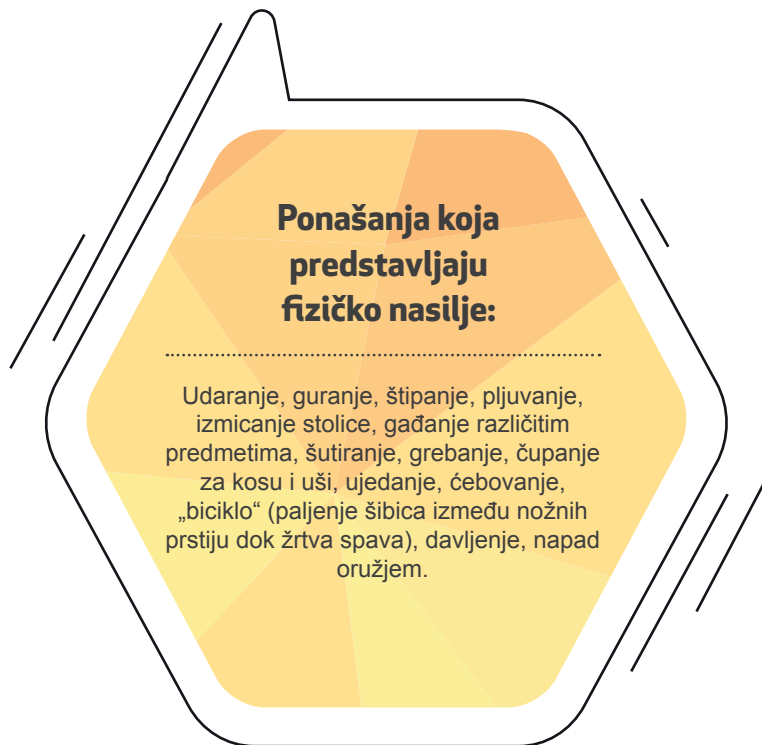 Ponašanja koja
predstavljaju
fizičko nasilje:
Udaranje, guranje, štipanje, pljuvanje,
izmicanje stolice, gađanje različitim
predmetima, šutiranje, grebanje, čupanje
za kosu i uši, ujedanje, ćebovanje,
„biciklo“ (paljenje šibica između nožnih
prstiju dok žrtva spava), davljenje, napad
oružjem.